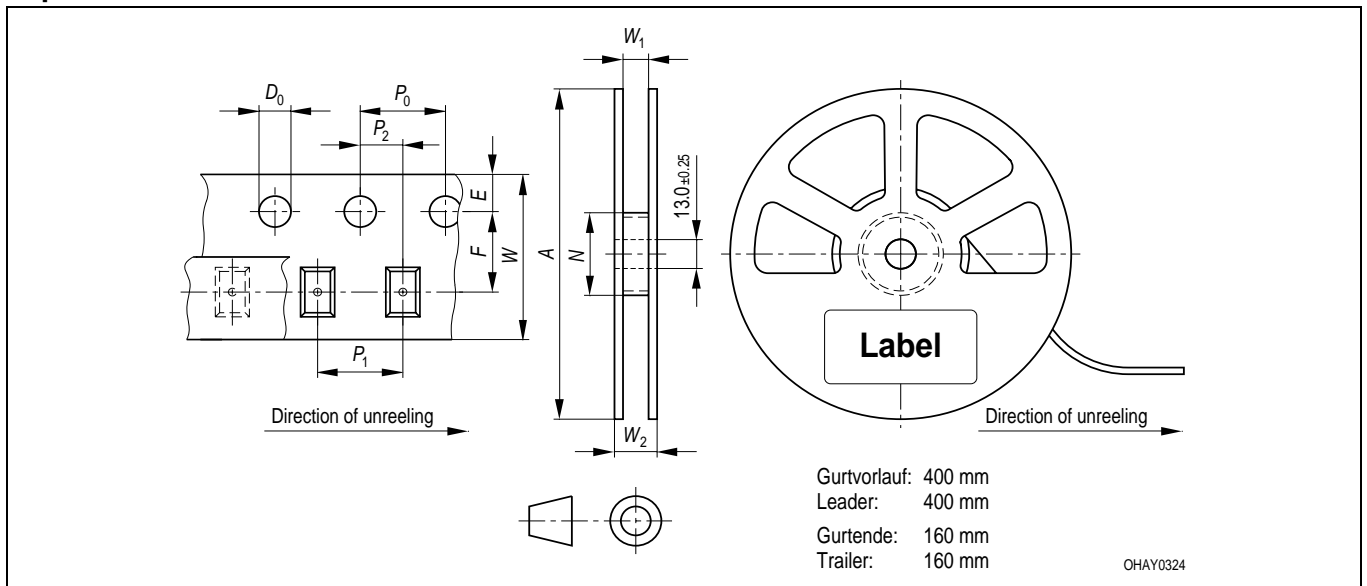 W₁
D₀
P₀
P₂
E
F
W
A
N
13.0 ±0.25
Label
P₁
Direction of unreeling
W₂
Direction of unreeling
Gurtvorlauf: 400 mm
Leader: 400 mm
Gurtende: 160 mm
Trailer: 160 mm
OHAY0324